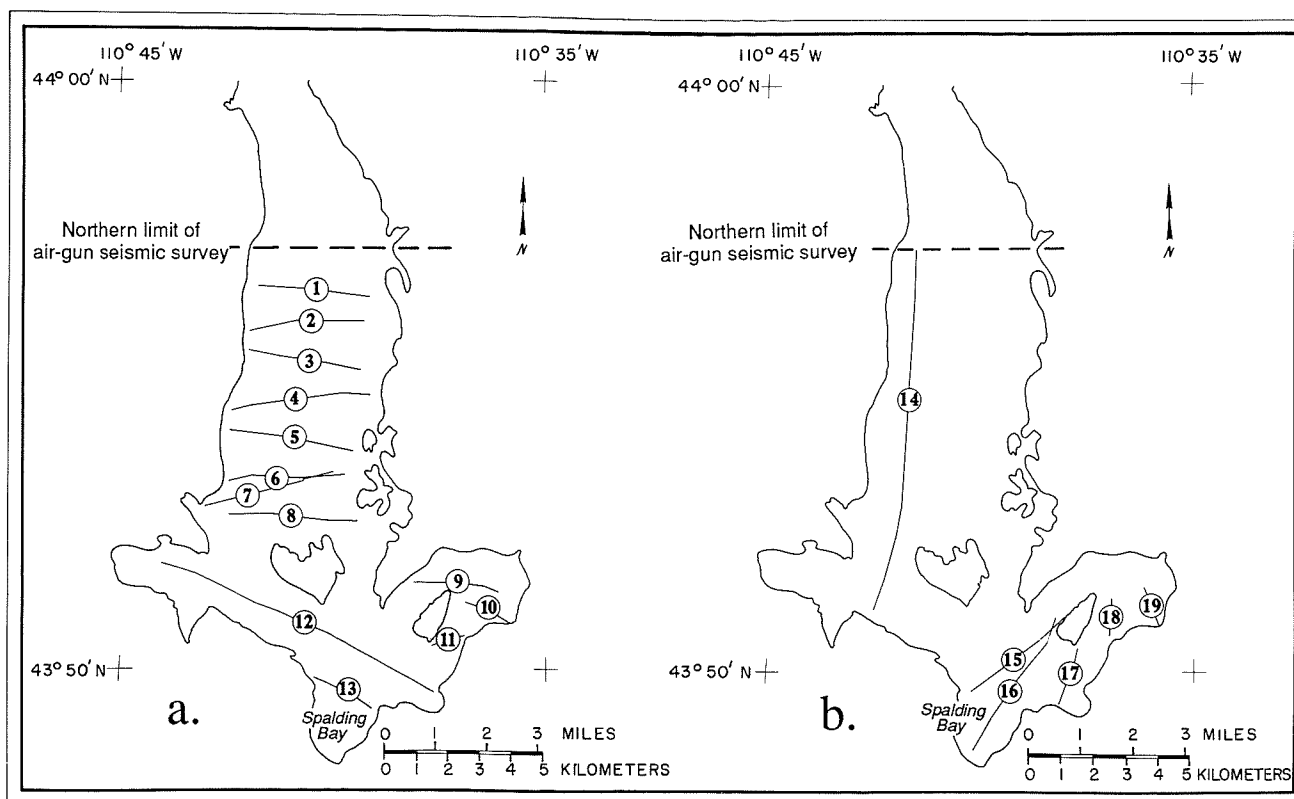 110° 45′ W
110° 35′ W
44° 00′ N
N
Northern limit of
air-gun seismic survey
1
2
3
4
5
6
7
8
9
10
11
12
13
43° 50′ N
a.
Spalding
Bay
0 1 2 3 MILES
0 1 2 3 4 5
KILOMETERS
110° 45′ W
110° 35′ W
44° 00′ N
N
Northern limit of
air-gun seismic survey
14
15
16
17
18
19
43° 50′ N
b.
Spalding
Bay
0 1 2 3 MILES
0 1 2 3 4 5
KILOMETERS